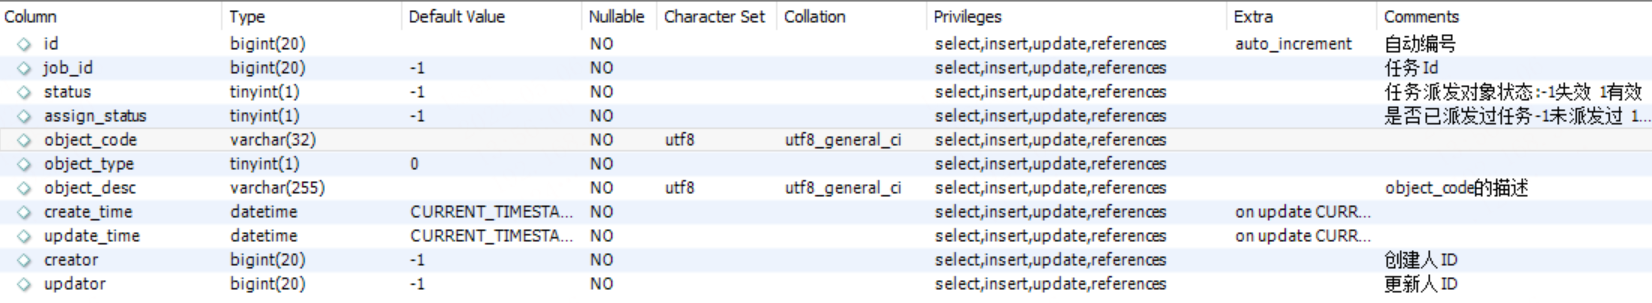 Column Type Default Value Nullable Character Set Collation Privileges Extra Comments
id bigint(20) NO select,insert,update,references auto_increment 自动编号
job_id bigint(20) -1 NO select,insert,update,references 任务Id
status tinyint(1) -1 NO select,insert,update,references 任务派发对象状态:-1失效 1有效
assign_status tinyint(1) -1 NO select,insert,update,references 是否已派发过任务-1未派发过 1...
object_code varchar(32) NO utf8 utf8_general_ci select,insert,update,references
object_type tinyint(1) 0 NO select,insert,update,references
object_desc varchar(255) NO utf8 utf8_general_ci select,insert,update,references object_code的描述
create_time datetime CURRENT_TIMESTA... NO select,insert,update,references on update CURR...
update_time datetime CURRENT_TIMESTA... NO select,insert,update,references on update CURR...
creator bigint(20) -1 NO select,insert,update,references 创建人ID
updator bigint(20) -1 NO select,insert,update,references 更新人ID